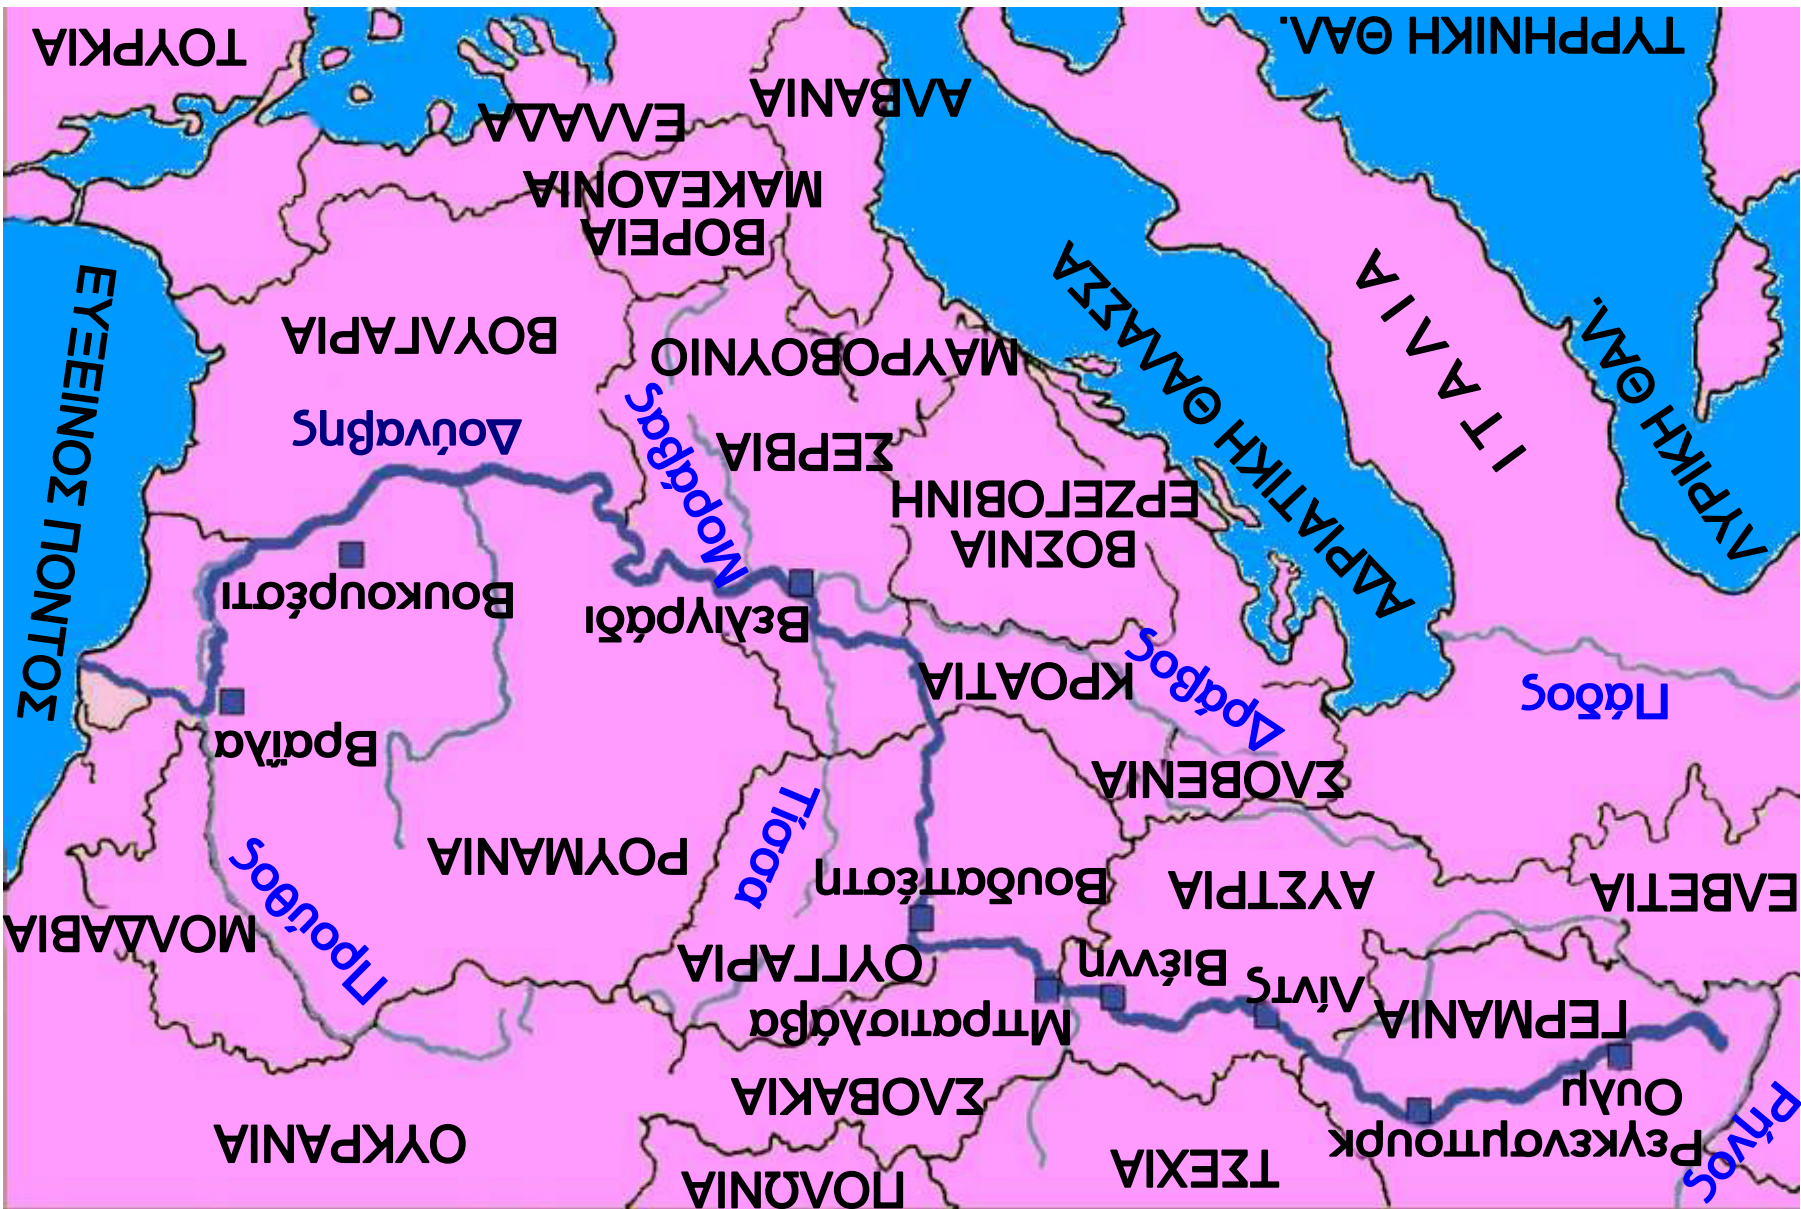 ΠΟΛΩΝΙΑ
ΤΣΕΧΙΑ
Ρήνος
Ρεγκενσμπουρκ
ΟΥΚΡΑΝΙΑ
Ουλμ
ΣΛΟΒΑΚΙΑ
ΓΕΡΜΑΝΙΑ
Λίντς
Μπρατισλάβα
Βιέννη
ΟΥΓΓΑΡΙΑ
Προύθος
ΜΟΛΔΑΒΙΑ
ΕΛΒΕΤΙΑ
ΑΥΣΤΡΙΑ
Βουδαπέστη
Τίσσα
ΡΟΥΜΑΝΙΑ
ΣΛΟΒΕΝΙΑ
Βραΐλα
Πάδος
Δράβος
ΚΡΟΑΤΙΑ
Βελιγράδι
Βουκουρέστι
ΒΟΣΝΙΑ
ΕΡΖΕΓΟΒΙΝΗ
Μοράβας
ΣΕΡΒΙΑ
Δούναβης
ΕΥΞΕΙΝΟΣ ΠΟΝΤΟΣ
ΛΥΡΙΚΗ ΘΑΛ.
ΙΤΑΛΙΑ
ΑΔΡΙΑΤΙΚΗ ΘΑΛΑΣΣΑ
ΜΑΥΡΟΒΟΥΝΙΟ
ΒΟΥΛΓΑΡΙΑ
ΒΟΡΕΙΑ
ΜΑΚΕΔΟΝΙΑ
ΕΛΛΑΔΑ
ΑΛΒΑΝΙΑ
ΤΥΡΡΗΝΙΚΗ ΘΑΛ.
ΤΟΥΡΚΙΑ